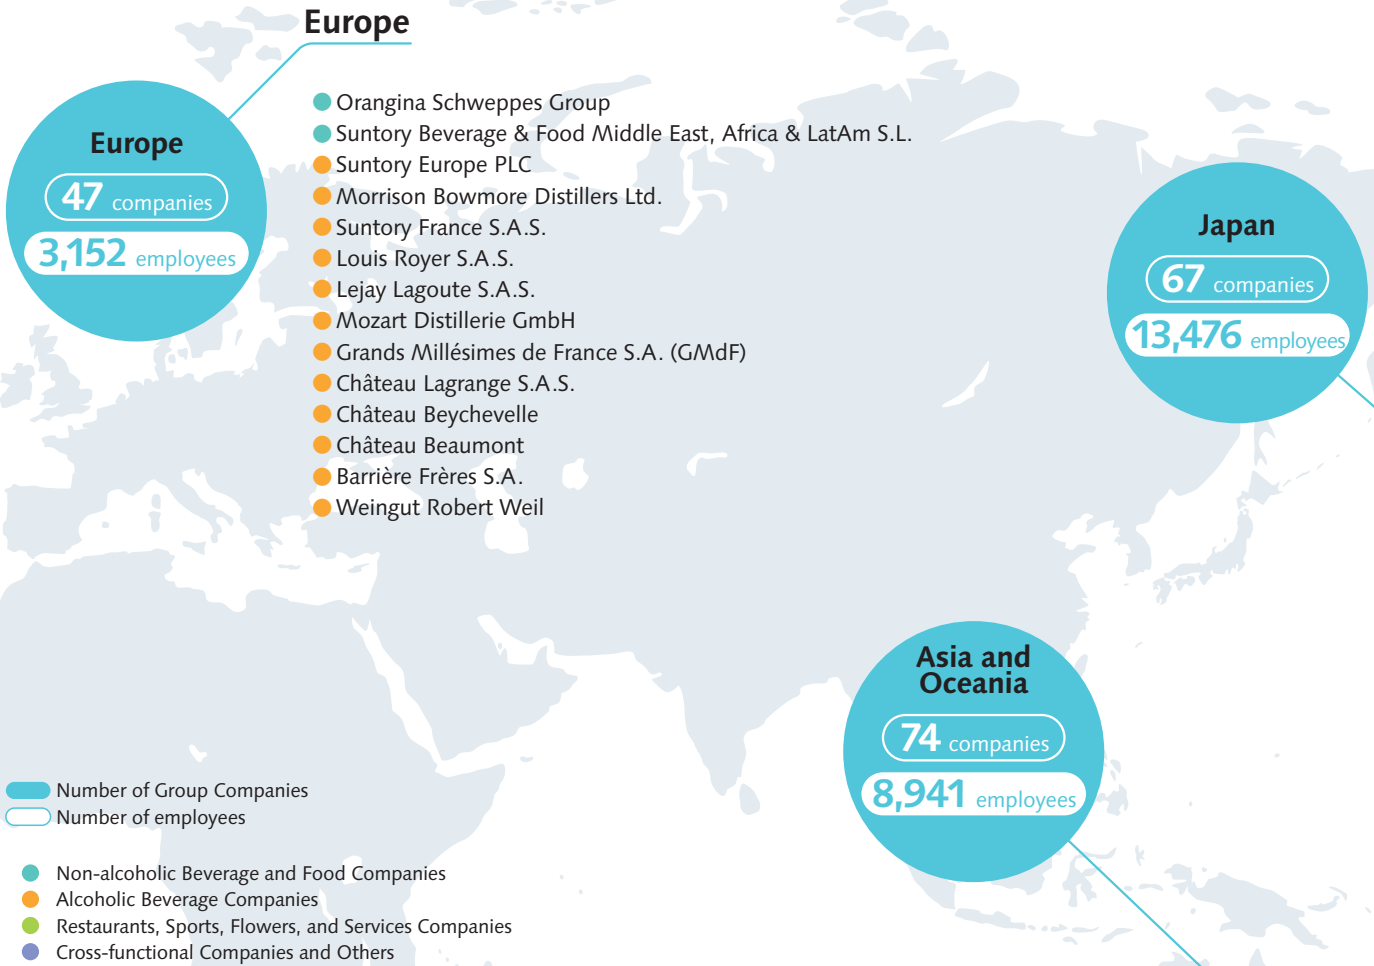 Europe
Europe
47 companies
3,152 employees
Orangina Schweppes Group
Suntory Beverage & Food Middle East, Africa & LatAm S.L.
Suntory Europe PLC
Morrison Bowmore Distillers Ltd.
Suntory France S.A.S.
Louis Royer S.A.S.
Lejay Lagoute S.A.S.
Mozart Distillerie GmbH
Grands Millésimes de France S.A. (GMdF)
Château Lagrange S.A.S.
Château Beychevelle
Château Beaumont
Barrière Frères S.A.
Weingut Robert Weil
Japan
67 companies
13,476 employees
Asia and
Oceania
74 companies
8,941 employees
Number of Group Companies
Number of employees
Non-alcoholic Beverage and Food Companies
Alcoholic Beverage Companies
Restaurants, Sports, Flowers, and Services Companies
Cross-functional Companies and Others